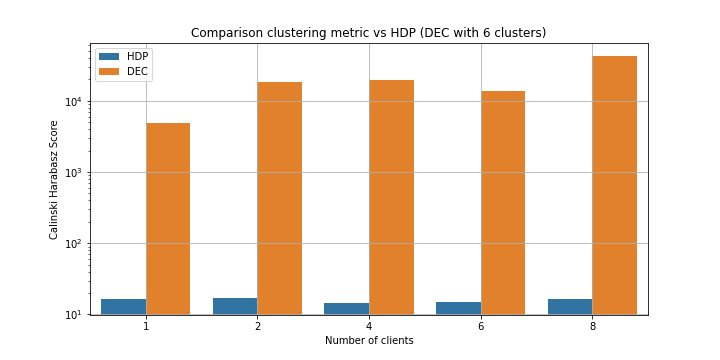 Comparison clustering metric vs HDP (DEC with 6 clusters)
HDP
DEC
Calinski Harabasz Score
10^4
10^3
10^2
10^1
1 2 4 6 8
Number of clients